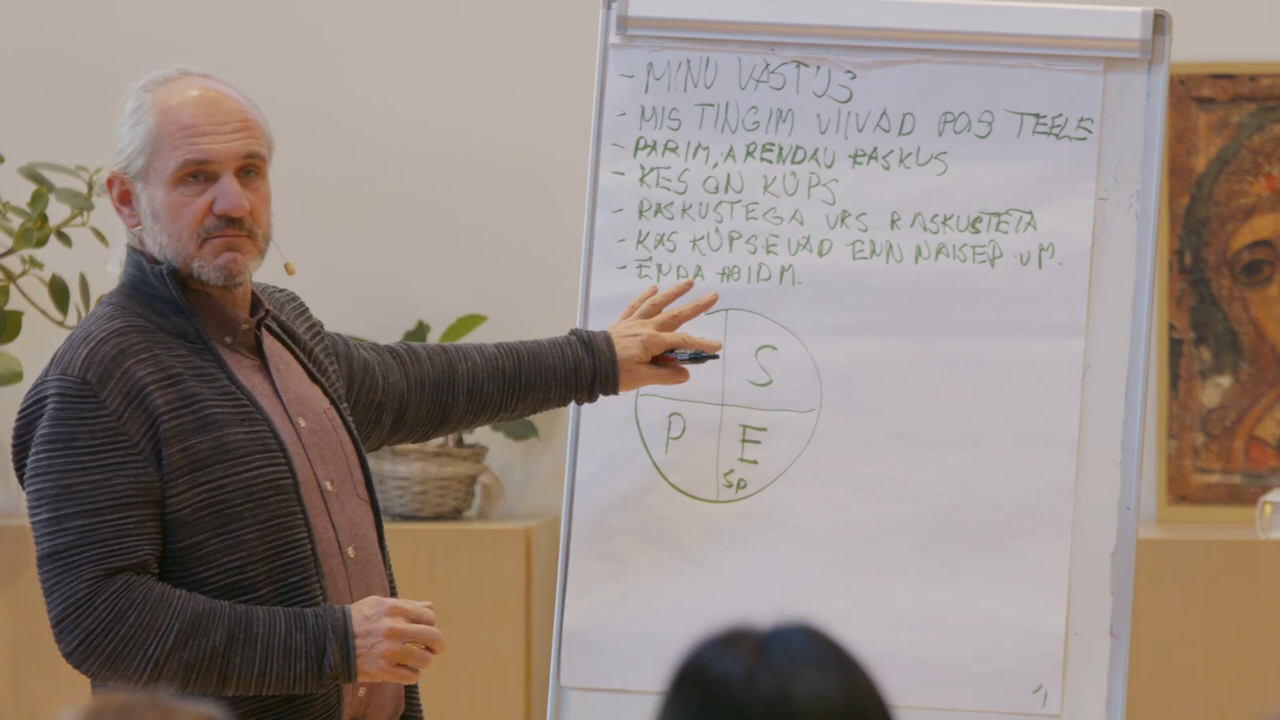 - MINU VASTUS
- MIS TINGIM VIIVAD POS TEELE
- PARIM, ARENDAV RASKUS
- KES ON KÜPS
- RASKUSTEGA VRS RASKUSTETA
- KAS KÜPSEVAD ENN NAISED V M.
- ENDA HOIDM.
S
P
E
Sp